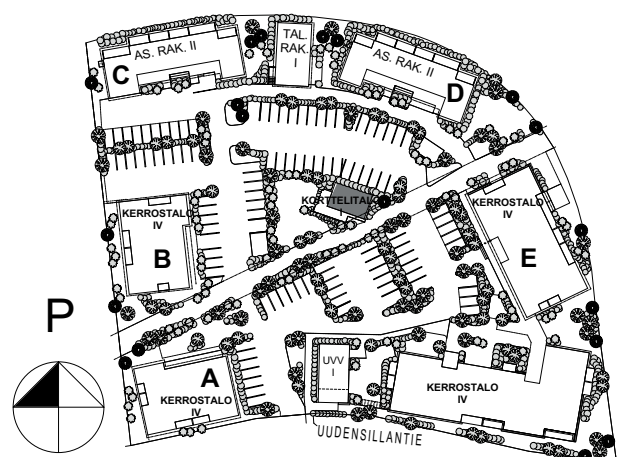 AS. RAK. II
C
TAL.
RAK.
I
AS. RAK. II
D
KERROSTALO
IV
B
KORTTELITALO
I
KERROSTALO
IV
E
P
A
KERROSTALO
IV
UVV
I
KERROSTALO
IV
UUDENSILLANTIE